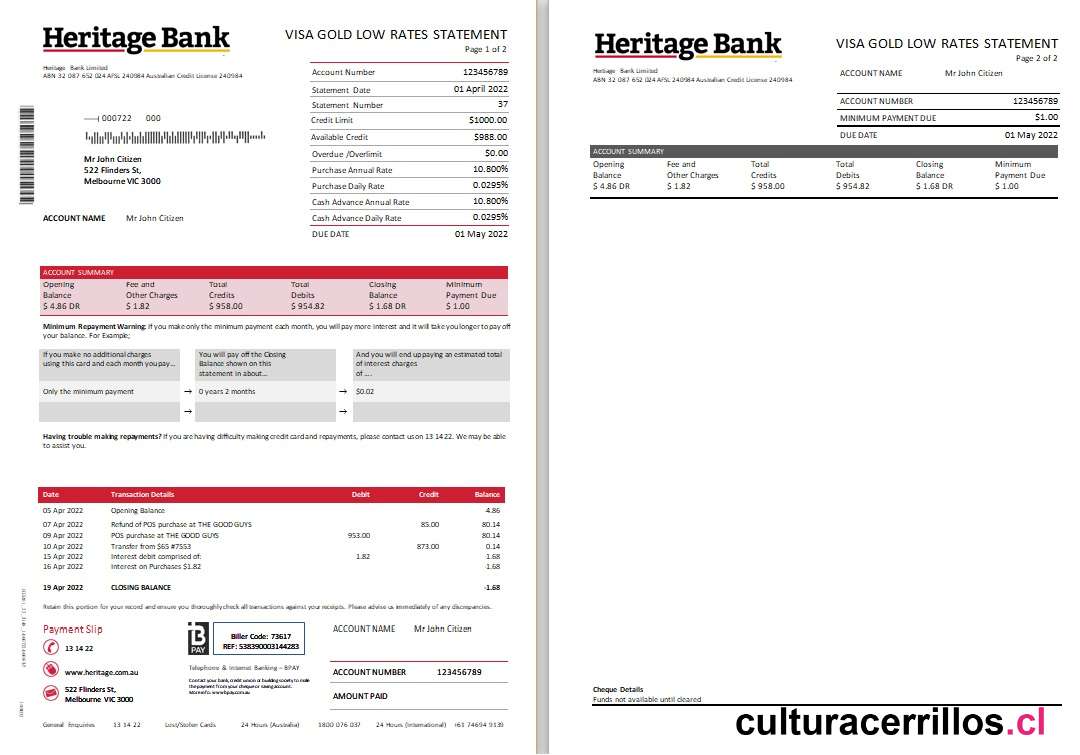 Heritage Bank
VISA GOLD LOW RATES STATEMENT
Page 1 of 2
Heritage Bank Limited
ABN 32 087 652 024 AFSL 240984 Australian Credit License 240984
Account Number 123456789
Statement Date 01 April 2022
Statement Number 37
Credit Limit $1000.00
Available Credit $988.00
Overdue /Overlimit $0.00
Purchase Annual Rate 10.800%
Purchase Daily Rate 0.0295%
Cash Advance Annual Rate 10.800%
Cash Advance Daily Rate 0.0295%
DUE DATE 01 May 2022
000722 000
Mr John Citizen
522 Flinders St,
Melbourne VIC 3000
ACCOUNT NAME Mr John Citizen
ACCOUNT SUMMARY
Opening Fee and Total Total Closing Minimum
Balance Other Charges Credits Debits Balance Payment Due
$ 4.86 DR $ 1.82 $ 958.00 $ 954.82 $ 1.68 DR $ 1.00
Minimum Repayment Warning: If you make only the minimum payment each month, you will pay more interest and it will take you longer to pay off
your balance. For Example;
If you make no additional charges You will pay off the Closing And you will end up paying an estimated total
using this card and each month you pay... Balance shown on this of interest charges
statement in about... of ....
Only the minimum payment → 0 years 2 months → $0.02
→ →
Having trouble making repayments? If you are having difficulty making credit card and repayments, please contact us on 13 14 22. We may be able
to assist you.
Date Transaction Details Debit Credit Balance
05 Apr 2022 Opening Balance 4.86
07 Apr 2022 Refund of POS purchase at THE GOOD GUYS 85.00 80.14
09 Apr 2022 POS purchase at THE GOOD GUYS 953.00 80.14
10 Apr 2022 Transfer from $65 #7553 873.00 0.14
15 Apr 2022 Interest debit comprised of: 1.82 -1.68
16 Apr 2022 Interest on Purchases $1.82 -1.68
19 Apr 2022 CLOSING BALANCE -1.68
Retain this portion for your record and ensure you thoroughly check all transactions against your receipts. Please advise us immediately of any discrepancies.
Payment Slip
13 14 22
www.heritage.com.au
522 Flinders St,
Melbourne VIC 3000
B
PAY
Biller Code: 73617
REF: 538390003144283
Telephone & Internet Banking – BPAY
Contact your bank, credit union or building society to make
the payment from your cheque or saving account.
More info: www.bpay.com.au
ACCOUNT NAME Mr John Citizen
ACCOUNT NUMBER 123456789
AMOUNT PAID
General Enquiries 13 14 22 Lost/Stolen Cards 24 Hours (Australia) 1800 076 037 24 Hours (International) +61 74694 9139
Heritage Bank
VISA GOLD LOW RATES STATEMENT
Page 2 of 2
Heritage Bank Limited
ABN 32 087 652 024 AFSL 240984 Australian Credit License 240984
ACCOUNT NAME Mr John Citizen
ACCOUNT NUMBER 123456789
MINIMUM PAYMENT DUE $1.00
DUE DATE 01 May 2022
ACCOUNT SUMMARY
Opening Fee and Total Total Closing Minimum
Balance Other Charges Credits Debits Balance Payment Due
$ 4.86 DR $ 1.82 $ 958.00 $ 954.82 $ 1.68 DR $ 1.00
Cheque Details
Funds not available until cleared
culturacerrillos.cl